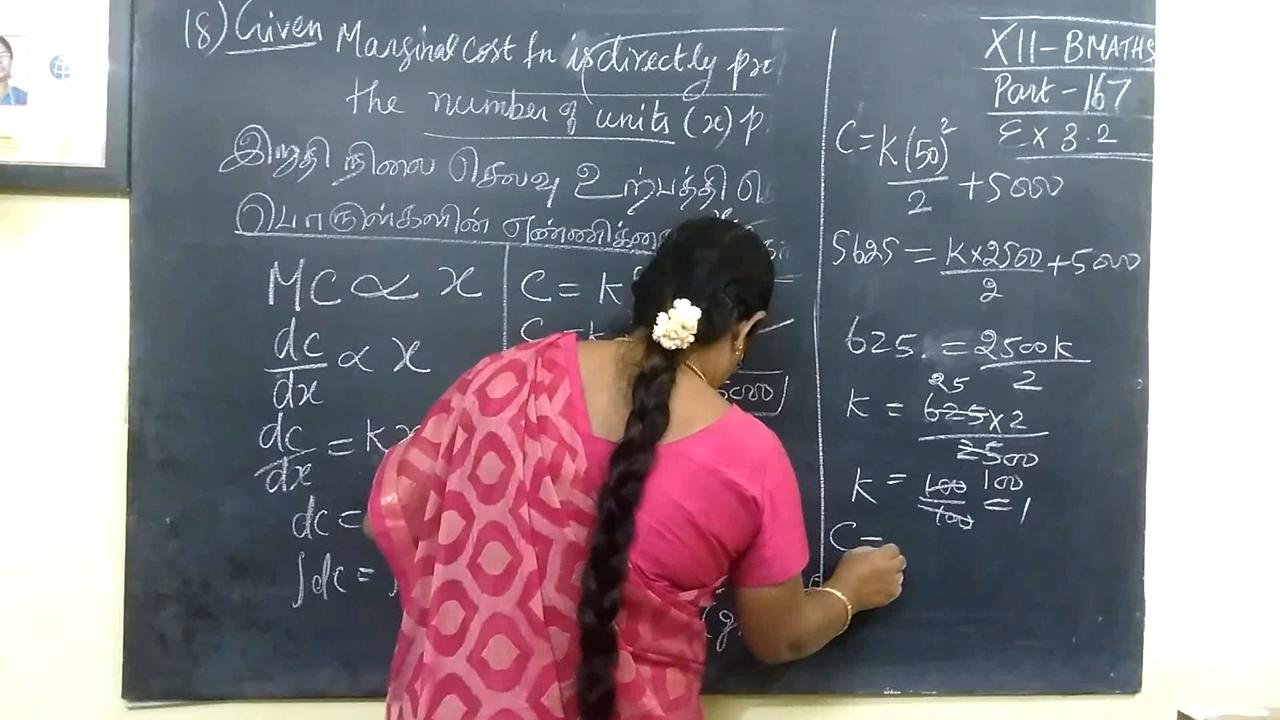 18) Given Marginal Cost fn is directly pro
the number of units (x) p
இறுதி நிலை செலவு உற்பத்தி செ
பொருள்களின் எண்ணிக்கை
MC ∝ x
dc/dx ∝ x
dc/dx = kx
dc =
∫dc =
C = k
C = k
5000
XII - BMATHS
Part - 167
Ex 3.2
C = K(50)²/2 + 5000
5625 = K×2500/2 + 5000
625 = 2500k/2
k = 625×2/2500
25
100
k = 100/100 = 1
C =